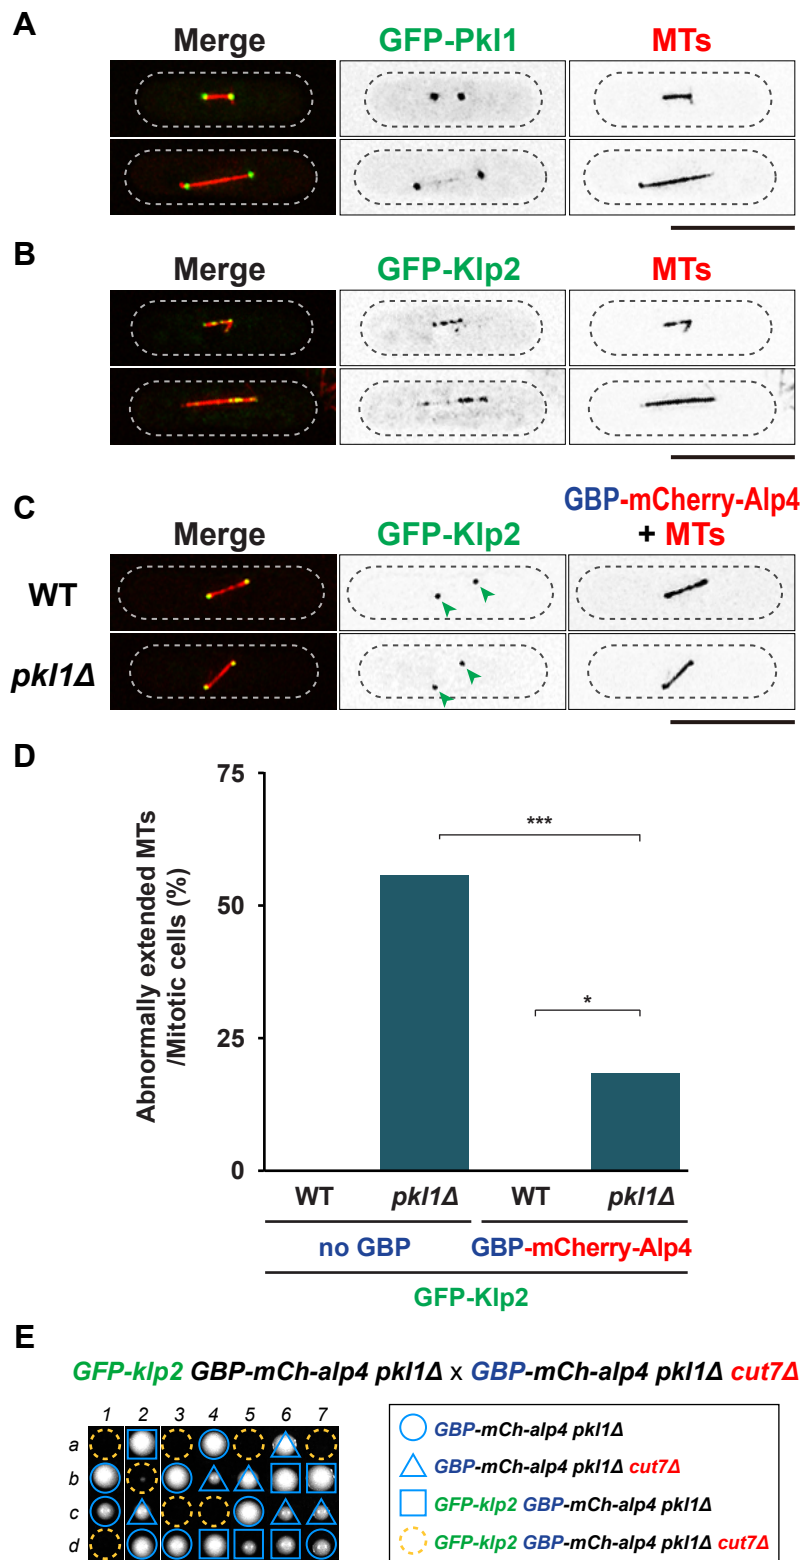 A
Merge GFP-Pkl1 MTs
B
Merge GFP-Klp2 MTs
C
GBP-mCherry-Alp4
Merge GFP-Klp2 + MTs
WT
pkl1Δ
D
Abnormally extended MTs
/Mitotic cells (%)
75
50
25
0
***
*
WT pkl1Δ WT pkl1Δ
no GBP GBP-mCherry-Alp4
GFP-Klp2
E
GFP-klp2 GBP-mCh-alp4 pkl1Δ x GBP-mCh-alp4 pkl1Δ cut7Δ
1 2 3 4 5 6 7
a
b
c
d
GBP-mCh-alp4 pkl1Δ
GBP-mCh-alp4 pkl1Δ cut7Δ
GFP-klp2 GBP-mCh-alp4 pkl1Δ
GFP-klp2 GBP-mCh-alp4 pkl1Δ cut7Δ